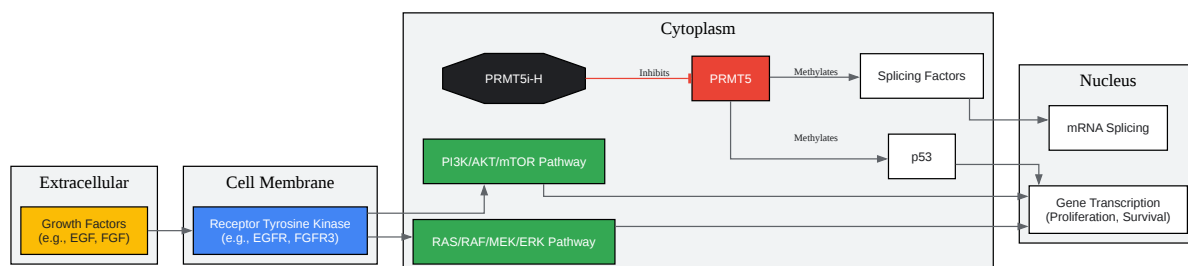 Cytoplasm
PRMT5i-H
Inhibits
PRMT5
Methylates
Splicing Factors
Nucleus
mRNA Splicing
Methylates
p53
PI3K/AKT/mTOR Pathway
Extracellular
Cell Membrane
Growth Factors
(e.g., EGF, FGF)
Receptor Tyrosine Kinase
(e.g., EGFR, FGFR3)
RAS/RAF/MEK/ERK Pathway
Gene Transcription
(Proliferation, Survival)